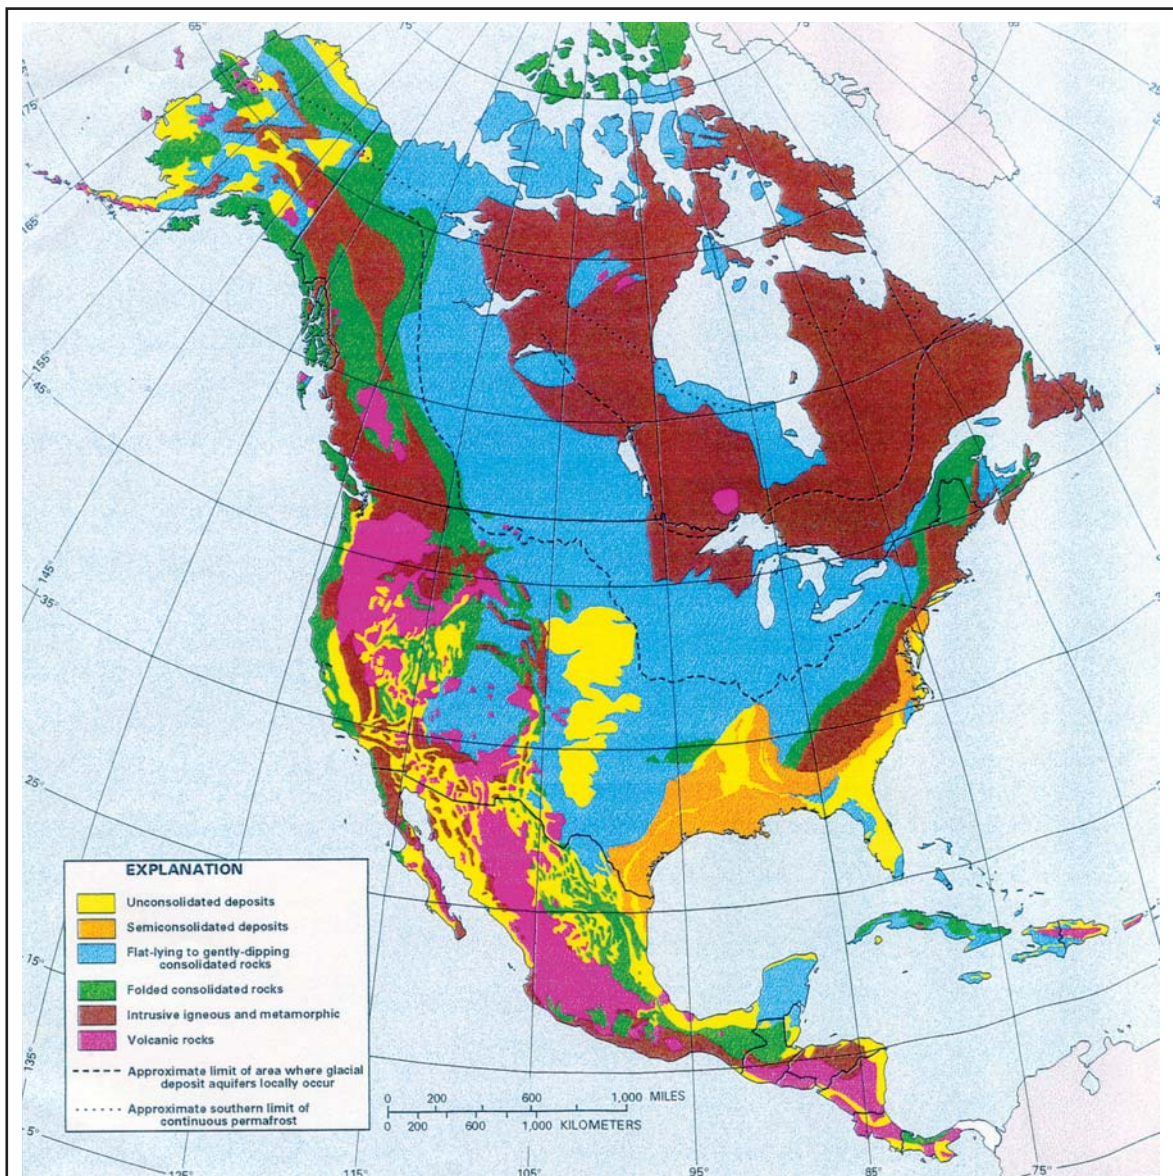 65
75
75
65
175
165°
155°
145°
45°
145°
35°
25°
15°
135°
125°
115°
105°
95°
85°
75°
EXPLANATION
Unconsolidated deposits
Semiconsolidated deposits
Flat-lying to gently-dipping
consolidated rocks
Folded consolidated rocks
Intrusive igneous and metamorphic
Volcanic rocks
Approximate limit of area where glacial
deposit aquifers locally occur
Approximate southern limit of
continuous permafrost
0 200 600 1,000 MILES
0 200 600 1,000 KILOMETERS